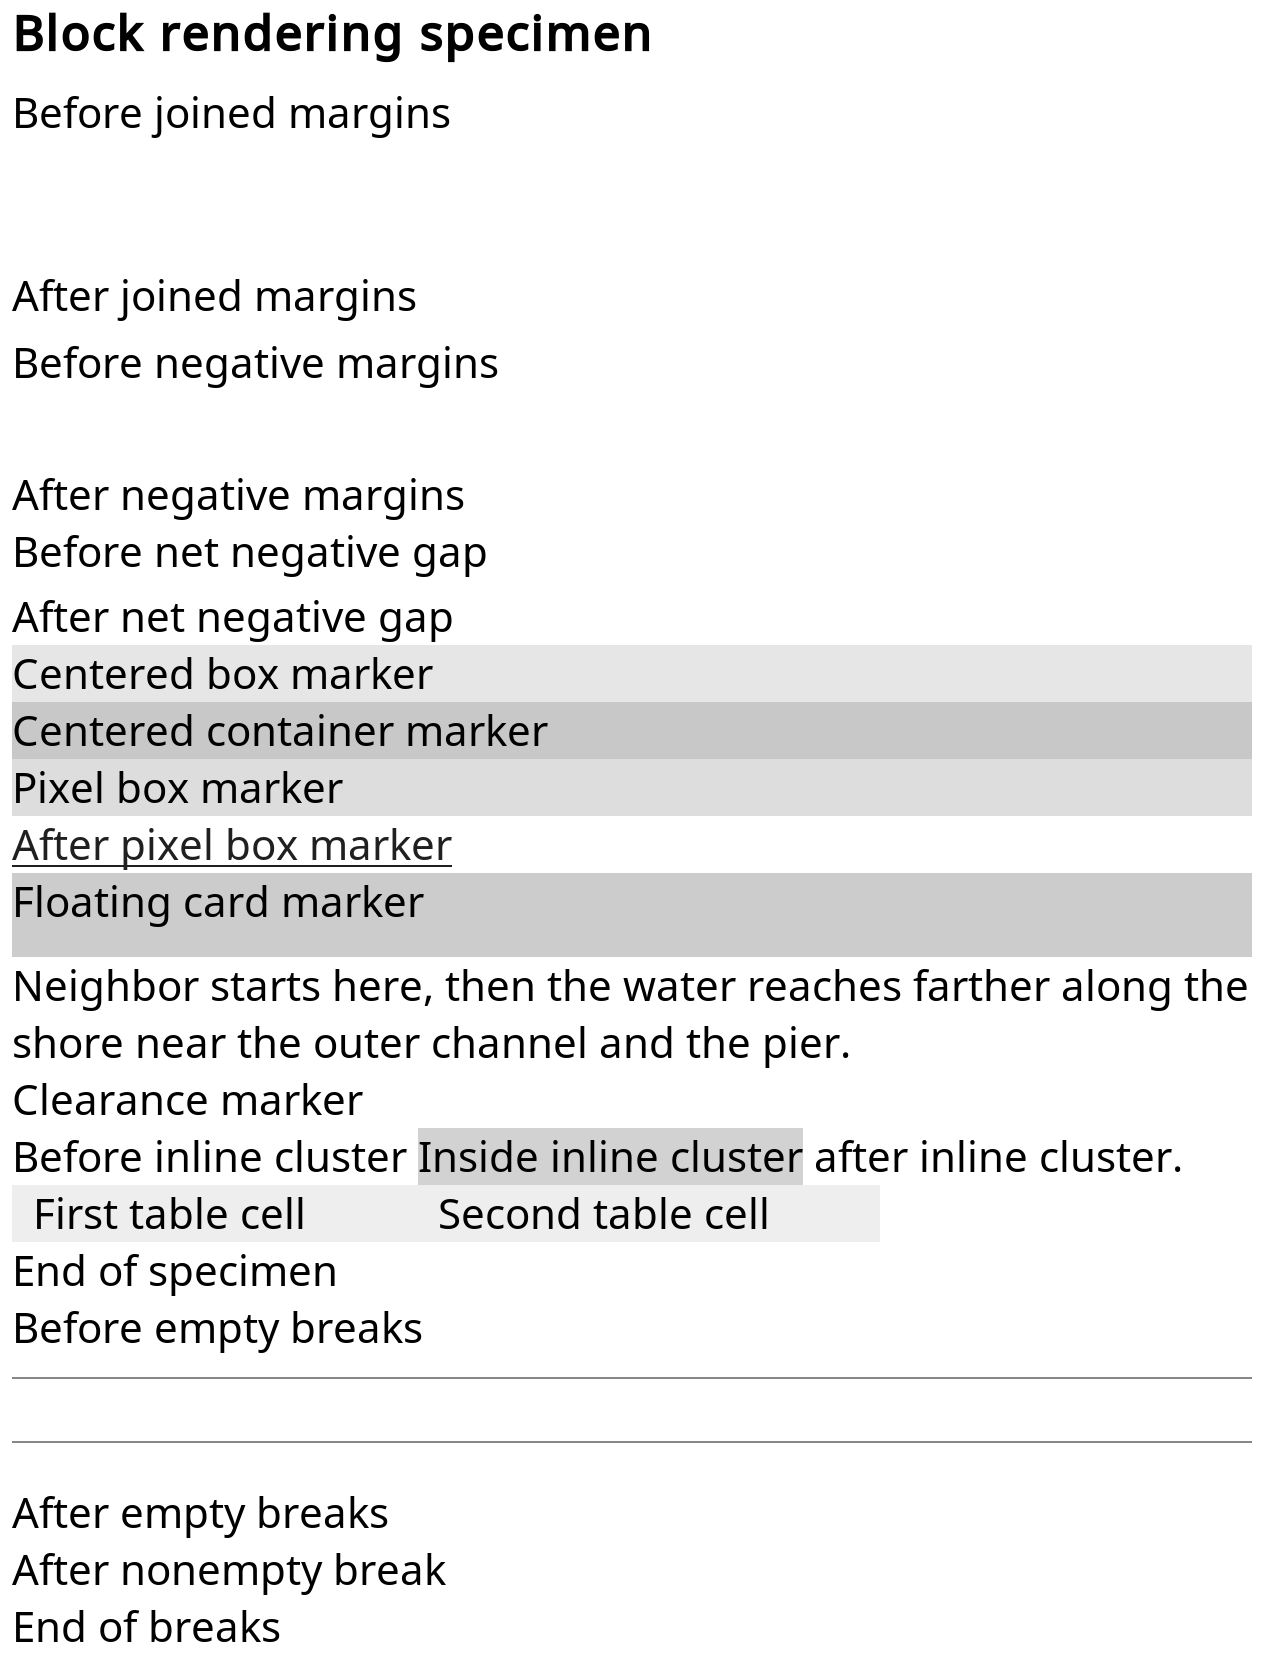 Block rendering specimen
Before joined margins
After joined margins
Before negative margins
After negative margins
Before net negative gap
After net negative gap
Centered box marker
Centered container marker
Pixel box marker
After pixel box marker
Floating card marker
Neighbor starts here, then the water reaches farther along the
shore near the outer channel and the pier.
Clearance marker
Before inline cluster Inside inline cluster after inline cluster.
First table cell Second table cell
End of specimen
Before empty breaks
After empty breaks
After nonempty break
End of breaks